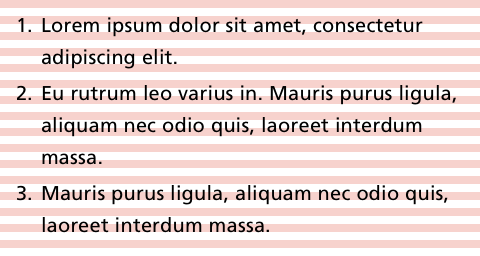 1. Lorem ipsum dolor sit amet, consectetur
adipiscing elit.
2. Eu rutrum leo varius in. Mauris purus ligula,
aliquam nec odio quis, laoreet interdum
massa.
3. Mauris purus ligula, aliquam nec odio quis,
laoreet interdum massa.